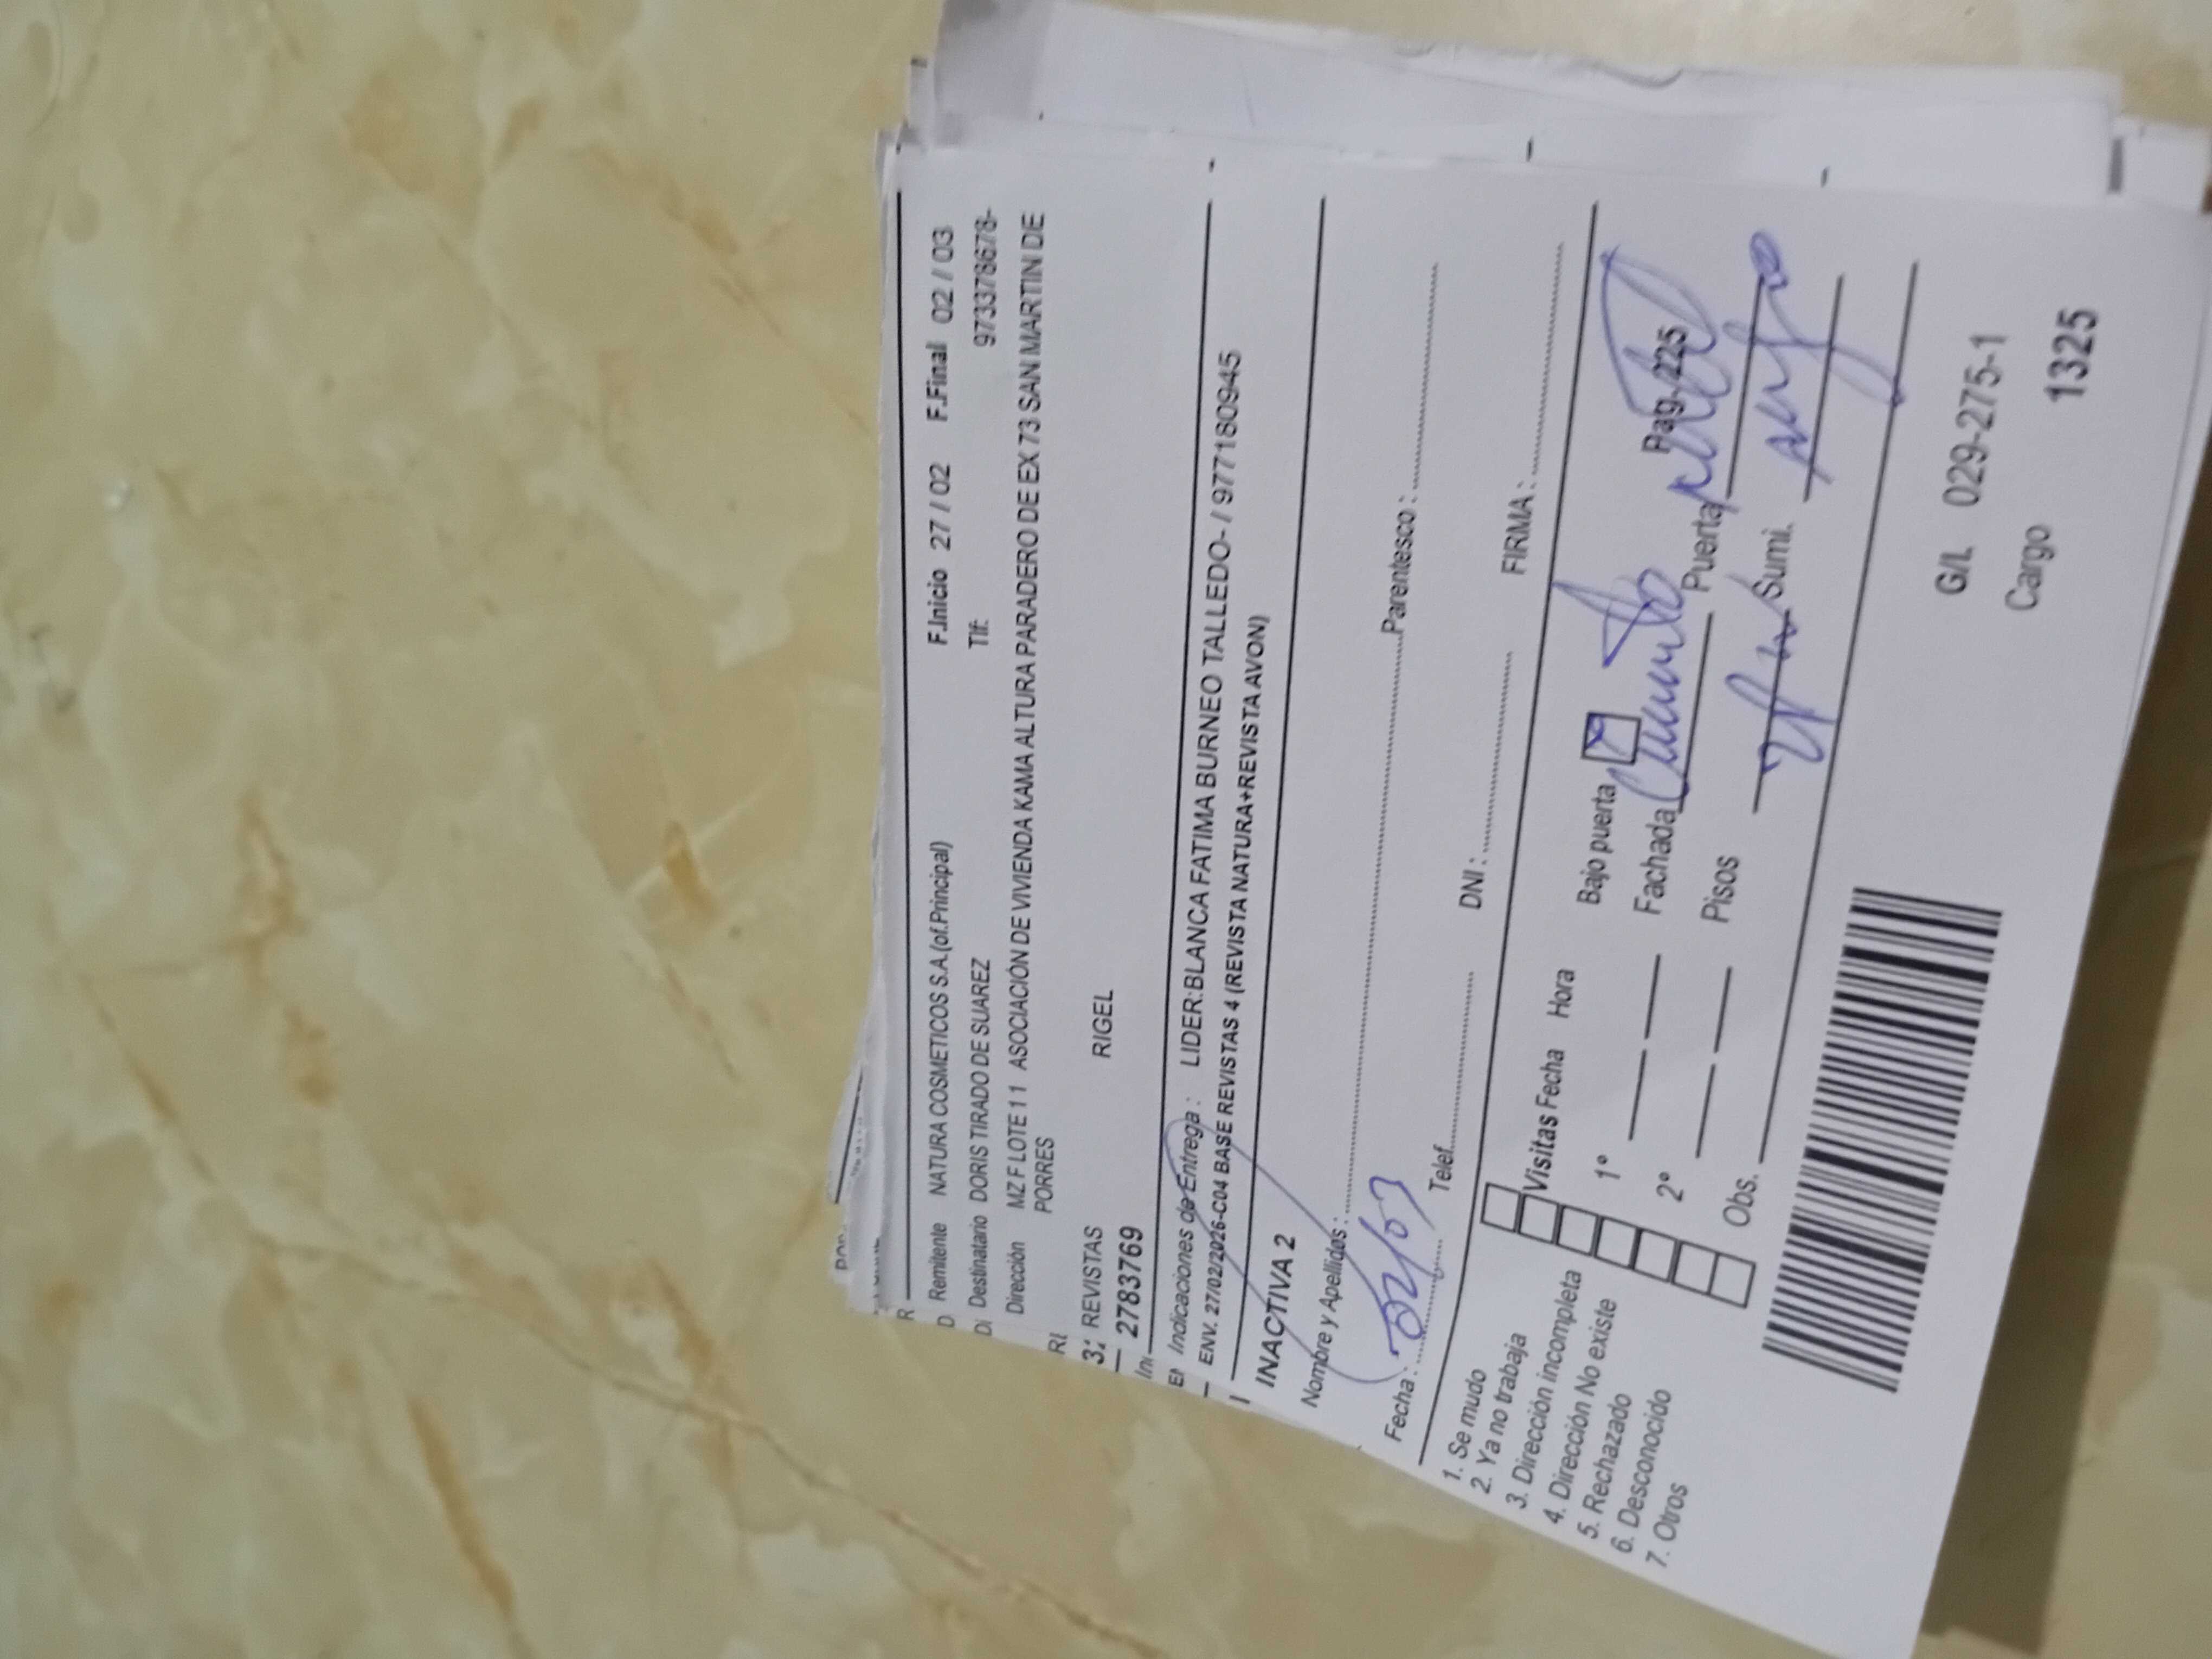 F.Inicio 27 / 02 F.Final 02 / 03
Remitente NATURA COSMETICOS S.A.(of.Principal)
Destinatario DORIS TIRADO DE SUAREZ Tlf: 973378678-
Dirección MZ F LOTE 1 1 ASOCIACIÓN DE VIVIENDA KAMA ALTURA PARADERO DE EX 73 SAN MARTIN DE
PORRES
REVISTAS RIGEL
2783769
Indicaciones de Entrega : LIDER:BLANCA FATIMA BURNEO TALLEDO- / 977180945
ENV. 27/02/2026-C04 BASE REVISTAS 4 (REVISTA NATURA+REVISTA AVON)
INACTIVA 2
Nombre y Apellidos : Parentesco :
Fecha : 02/03 Telef. DNI : FIRMA :
1. Se mudo
2. Ya no trabaja
3. Dirección incompleta
4. Dirección No existe
5. Rechazado
6. Desconocido
7. Otros
Visitas Fecha Hora
1º
2º
Obs.
Bajo puerta Pag. 225
Fachada Puerta
Pisos Sumi.
G/L 029-275-1
Cargo 1325